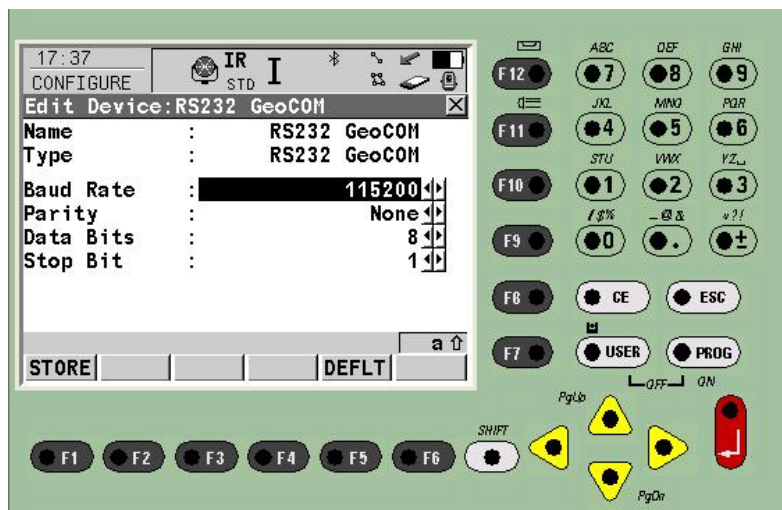 17:37
IR
I
CONFIGURE
STD
Edit Device:RS232 GeoCOM
Name : RS232 GeoCOM
Type : RS232 GeoCOM
Baud Rate : 115200
Parity : None
Data Bits : 8
Stop Bit : 1
a
STORE DEFLT
F12
ABC DEF GHI
7 8 9
F11
JKL MNO PQR
4 5 6
F10
STU VWX YZ
1 2 3
F9
/$% _@& *?!
0 . ±
F8 CE ESC
F7 USER PROG
OFF ON
F1 F2 F3 F4 F5 F6
SHIFT
PgUp
PgDn